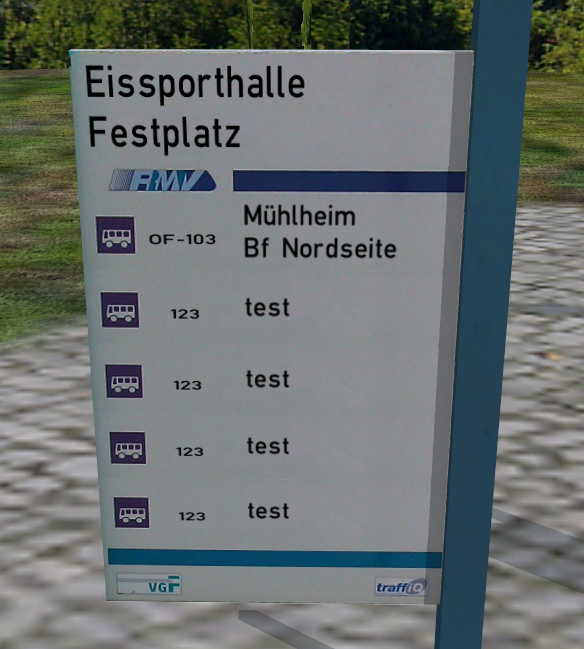 Eissporthalle
Festplatz
RMV
OF-103 Mühlheim
Bf Nordseite
123 test
123 test
123 test
123 test
VGF
traffiQ